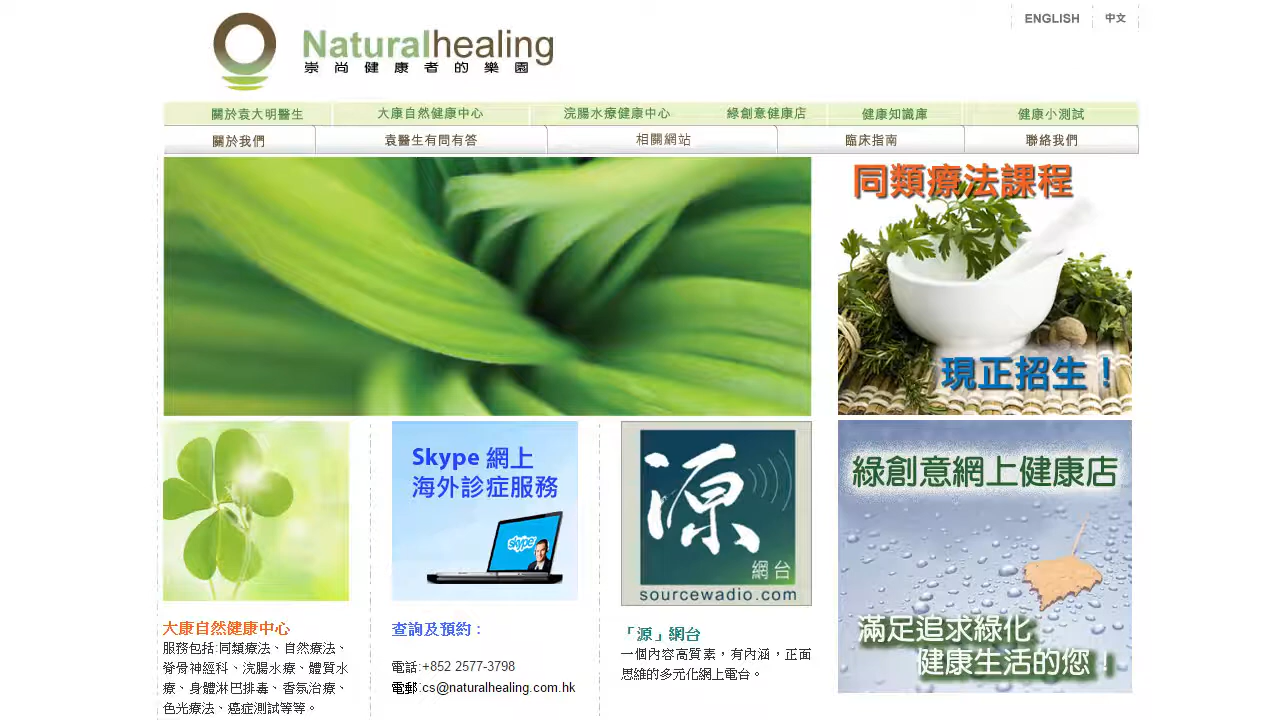 ENGLISH
中文
Naturalhealing
崇尚健康者的樂園
關於袁大明醫生
大康自然健康中心
浣腸水療健康中心
綠創意健康店
健康知識庫
健康小測試
關於我們
袁醫生有問有答
相關網站
臨床指南
聯絡我們
同類療法課程
現正招生！
Skype 網上
海外診症服務
skype
源
網台
sourcewadio.com
綠創意網上健康店
滿足追求綠化
健康生活的您！
大康自然健康中心
服務包括:同類療法、自然療法、
脊骨神經科、浣腸水療、體質水
療、身體淋巴排毒、香氛治療、
色光療法、癌症測試等等。
查詢及預約：
電話:+852 2577-3798
電郵:cs@naturalhealing.com.hk
「源」網台
一個內容高質素，有內涵，正面
思維的多元化網上電台。